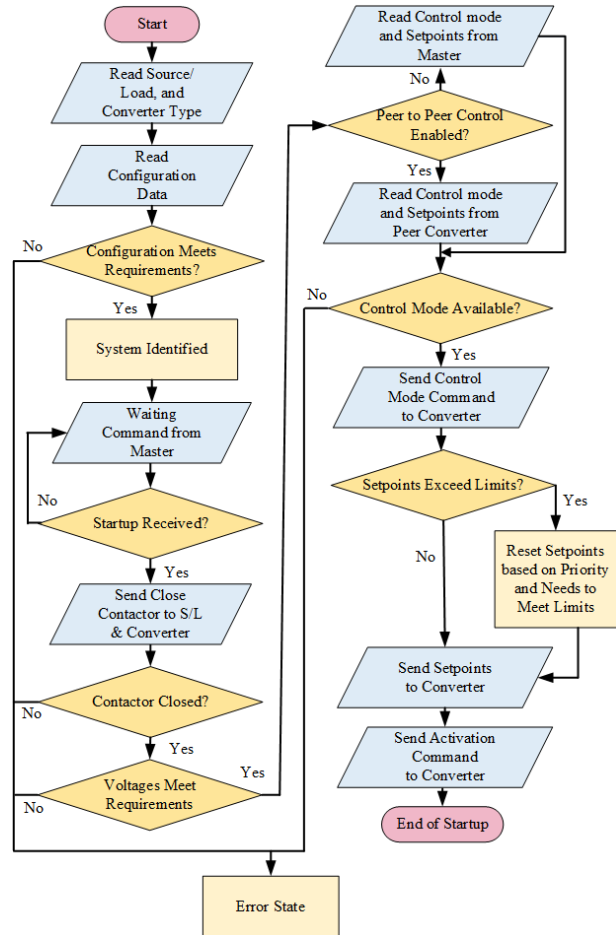 Start
Read Source/
Load, and
Converter Type
Read
Configuration
Data
No
Configuration Meets
Requirements?
Yes
System Identified
Waiting
Command from
Master
No
Startup Received?
Yes
Send Close
Contactor to S/L
& Converter
Contactor Closed?
No
Yes
Voltages Meet
Requirements
Yes
No
Error State
Read Control mode
and Setpoints from
Master
No
Peer to Peer Control
Enabled?
Yes
Read Control mode
and Setpoints from
Peer Converter
No
Control Mode Available?
Yes
Send Control
Mode Command
to Converter
Setpoints Exceed Limits?
Yes
No
Reset Setpoints
based on Priority
and Needs to
Meet Limits
Send Setpoints
to Converter
Send Activation
Command
to Converter
End of Startup